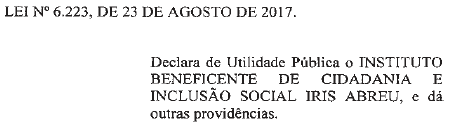 LEI Nº 6.223, DE 23 DE AGOSTO DE 2017.
Declara de Utilidade Pública o INSTITUTO
BENEFICENTE DE CIDADANIA E
INCLUSÃO SOCIAL IRIS ABREU, e dá
outras providências.